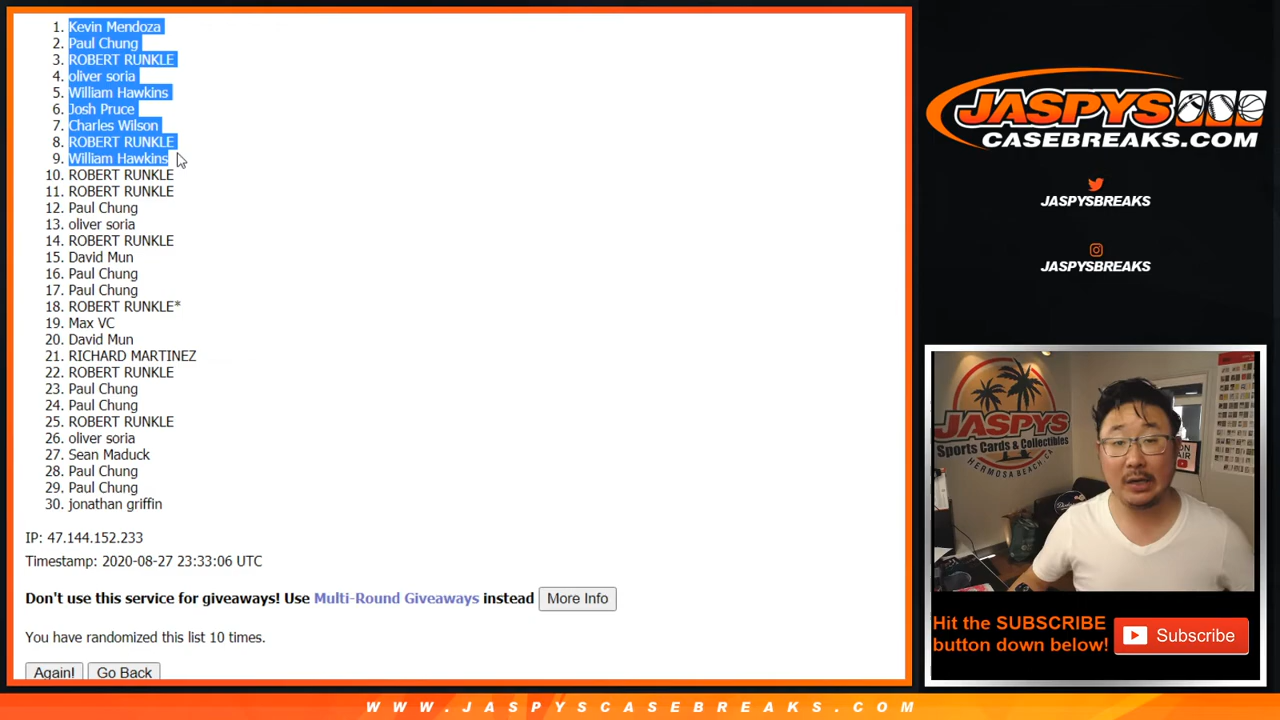 1. Kevin Mendoza
2. Paul Chung
3. ROBERT RUNKLE
4. oliver soria
5. William Hawkins
6. Josh Pruce
7. Charles Wilson
8. ROBERT RUNKLE
9. William Hawkins
10. ROBERT RUNKLE
11. ROBERT RUNKLE
12. Paul Chung
13. oliver soria
14. ROBERT RUNKLE
15. David Mun
16. Paul Chung
17. Paul Chung
18. ROBERT RUNKLE*
19. Max VC
20. David Mun
21. RICHARD MARTINEZ
22. ROBERT RUNKLE
23. Paul Chung
24. Paul Chung
25. ROBERT RUNKLE
26. oliver soria
27. Sean Maduck
28. Paul Chung
29. Paul Chung
30. jonathan griffin
IP: 47.144.152.233
Timestamp: 2020-08-27 23:33:06 UTC
Don't use this service for giveaways! Use Multi-Round Giveaways instead More Info
You have randomized this list 10 times.
Again! Go Back
JASPYS
CASEBREAKS.COM
JASPYSBREAKS
JASPYSBREAKS
JASPYS
Sports Cards & Collectibles
HERMOSA BEACH, CA
Hit the SUBSCRIBE
button down below!
Subscribe
WWW.JASPYSCASEBREAKS.COM